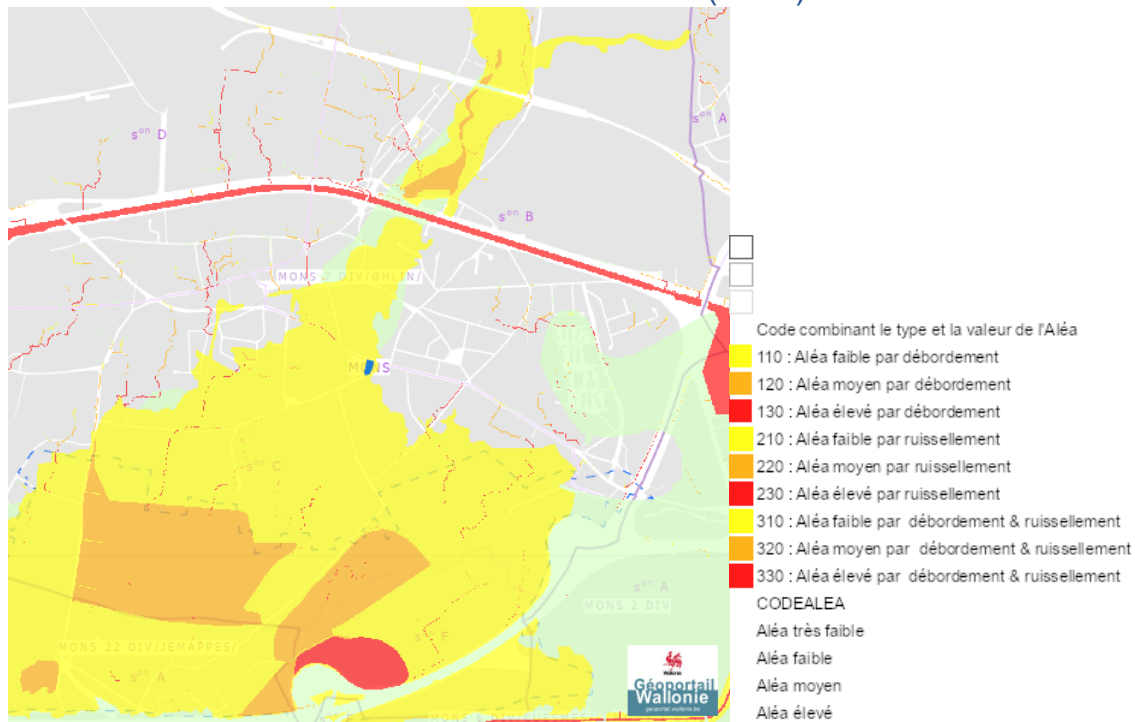 sᵒⁿ D
sᵒⁿ A
sᵒⁿ B
MONS 7 DIV/GHLIN/
MONS
sᵒⁿ C
sᵒⁿ A
MONS 2 DIV
sᵒⁿ F
MONS 22 DIV/JEMAPPES/
sᵒⁿ A
Wallonie
Géoportail
Wallonie
geoportail.wallonie.be
Code combinant le type et la valeur de l'Aléa
110 : Aléa faible par débordement
120 : Aléa moyen par débordement
130 : Aléa élevé par débordement
210 : Aléa faible par ruissellement
220 : Aléa moyen par ruissellement
230 : Aléa élevé par ruissellement
310 : Aléa faible par débordement & ruissellement
320 : Aléa moyen par débordement & ruissellement
330 : Aléa élevé par débordement & ruissellement
CODEALEA
Aléa très faible
Aléa faible
Aléa moyen
Aléa élevé